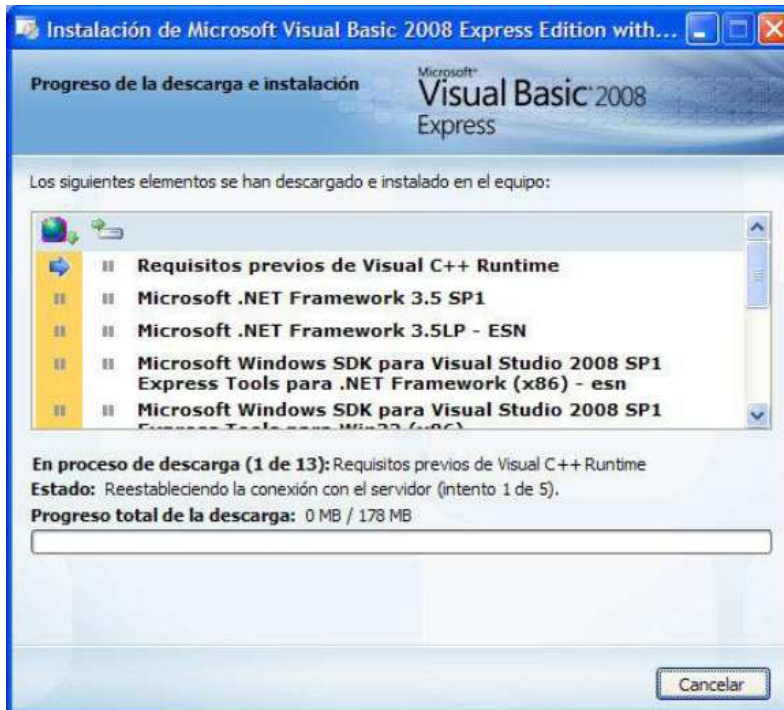 Instalación de Microsoft Visual Basic 2008 Express Edition with...
Progreso de la descarga e instalación
Microsoft®
Visual Basic® 2008
Express
Los siguientes elementos se han descargado e instalado en el equipo:
Requisitos previos de Visual C++ Runtime
Microsoft .NET Framework 3.5 SP1
Microsoft .NET Framework 3.5LP - ESN
Microsoft Windows SDK para Visual Studio 2008 SP1
Express Tools para .NET Framework (x86) - esn
Microsoft Windows SDK para Visual Studio 2008 SP1
Express Tools para Win32 (x86)
En proceso de descarga (1 de 13): Requisitos previos de Visual C++ Runtime
Estado: Reestableciendo la conexión con el servidor (intento 1 de 5).
Progreso total de la descarga: 0 MB / 178 MB
Cancelar